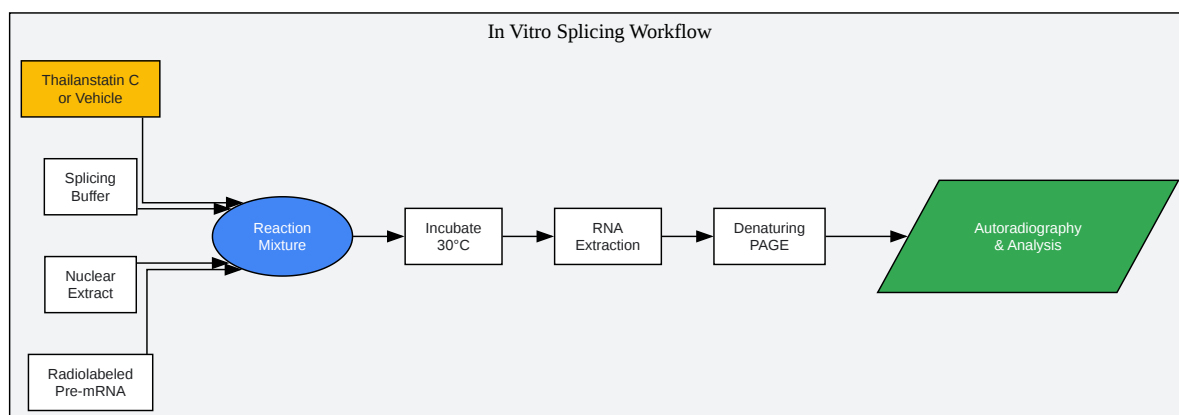 In Vitro Splicing Workflow
Thailanstatin C
or Vehicle
Splicing
Buffer
Nuclear
Extract
Radiolabeled
Pre-mRNA
Reaction
Mixture
Incubate
30°C
RNA
Extraction
Denaturing
PAGE
Autoradiography
& Analysis